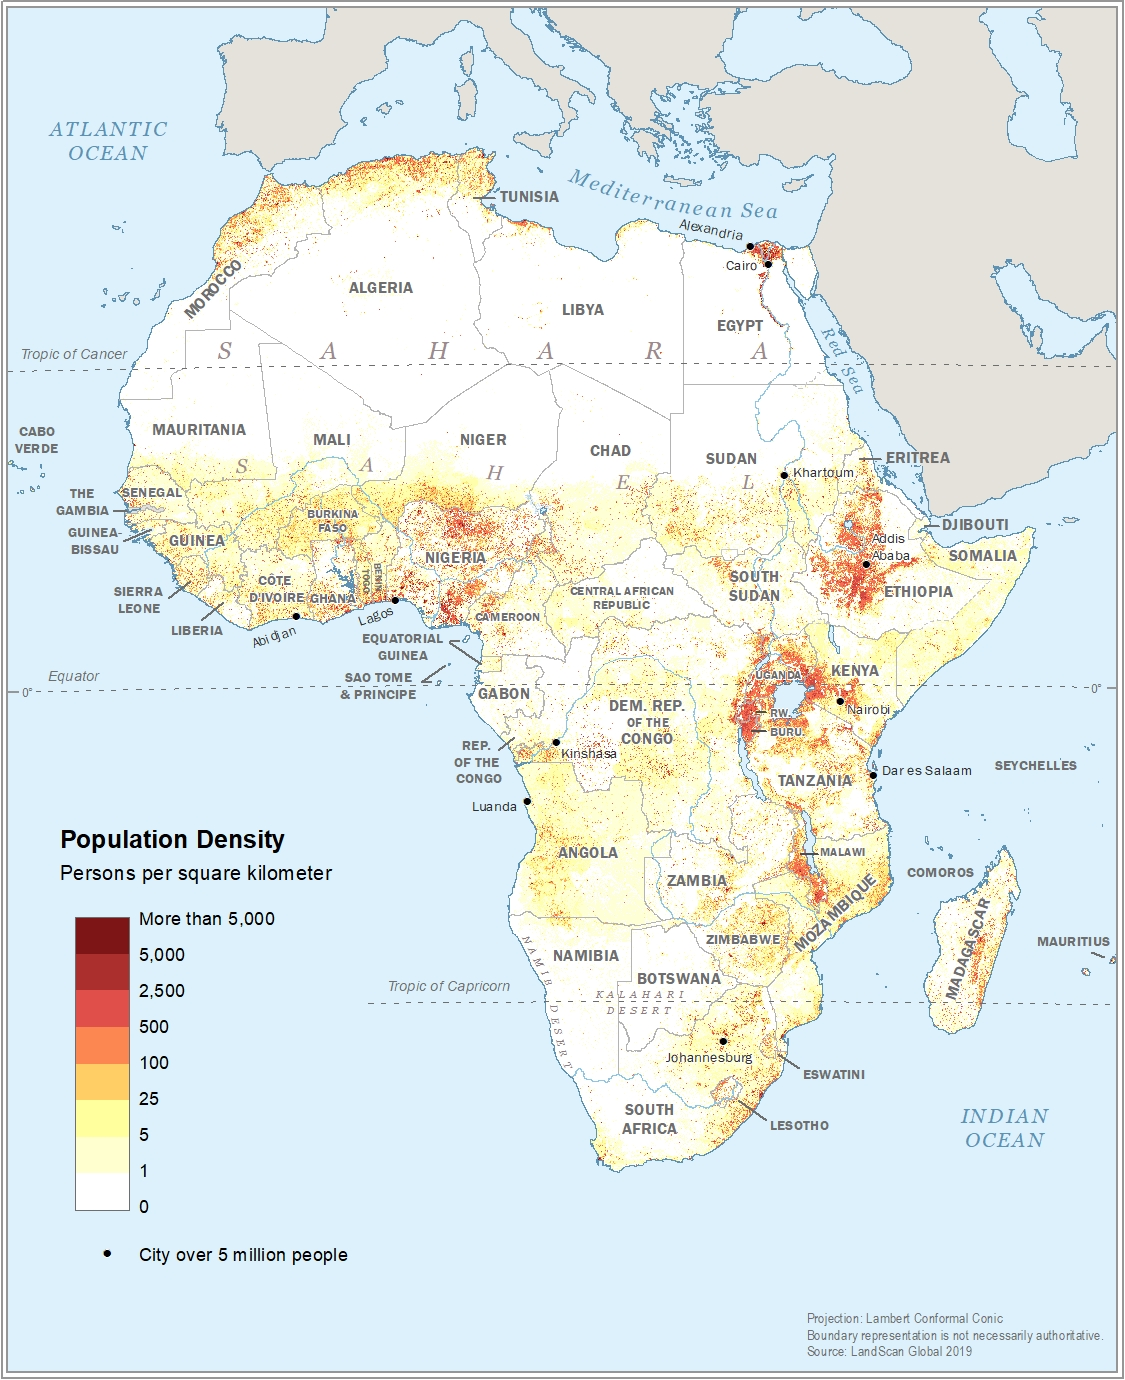 ATLANTIC
OCEAN
Mediterranean Sea
TUNISIA
Alexandria
Cairo
MOROCCO
ALGERIA
LIBYA
EGYPT
Red Sea
Tropic of Cancer
S A H A R A
CABO
VERDE
MAURITANIA
MALI
NIGER
CHAD
SUDAN
ERITREA
S A H E L
Khartoum
THE
GAMBIA
SENEGAL
GUINEA-
BISSAU
GUINEA
BURKINA
FASO
NIGERIA
DJIBOUTI
Addis
Ababa
SOMALIA
ETHIOPIA
SIERRA
LEONE
LIBERIA
CÔTE
D'IVOIRE
GHANA
TOGO
BENIN
Abidjan
Lagos
CAMEROON
CENTRAL AFRICAN
REPUBLIC
SOUTH
SUDAN
EQUATORIAL
GUINEA
SAO TOME
& PRINCIPE
Equator
0°
0°
GABON
UGANDA
KENYA
Nairobi
RW.
BURU.
DEM. REP.
OF THE
CONGO
REP.
OF THE
CONGO
Kinshasa
TANZANIA
Dar es Salaam
SEYCHELLES
Luanda
ANGOLA
ZAMBIA
MALAWI
COMOROS
MOZAMBIQUE
MADAGASCAR
MAURITIUS
ZIMBABWE
NAMIBIA
BOTSWANA
NAMIB DESERT
KALAHARI
DESERT
Tropic of Capricorn
Johannesburg
ESWATINI
LESOTHO
SOUTH
AFRICA
INDIAN
OCEAN
Population Density
Persons per square kilometer
More than 5,000
5,000
2,500
500
100
25
5
1
0
City over 5 million people
Projection: Lambert Conformal Conic
Boundary representation is not necessarily authoritative.
Source: LandScan Global 2019